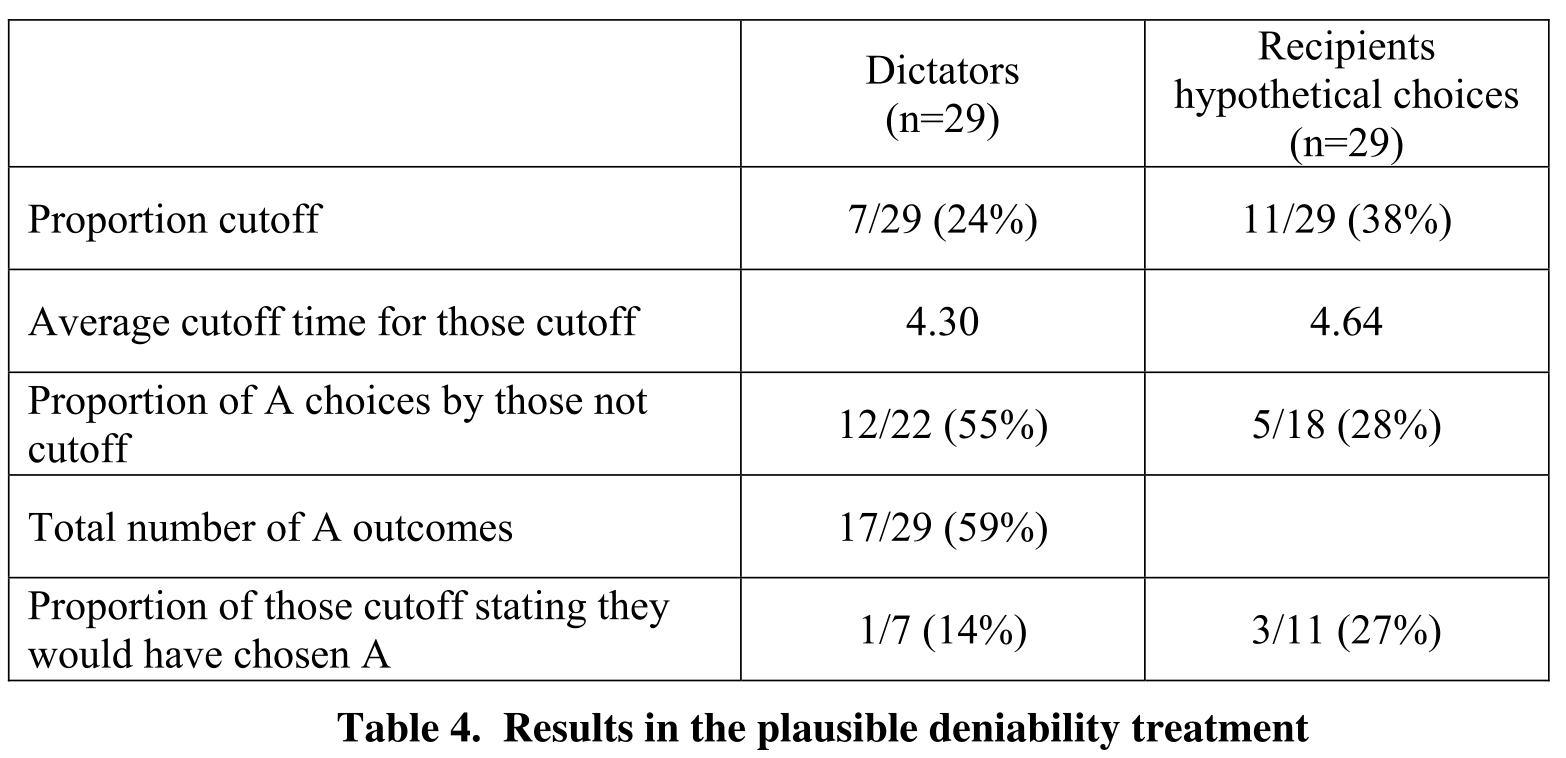 Dictators
(n=29)
Recipients
hypothetical choices
(n=29)
Proportion cutoff
7/29 (24%)
11/29 (38%)
Average cutoff time for those cutoff
4.30
4.64
Proportion of A choices by those not
cutoff
12/22 (55%)
5/18 (28%)
Total number of A outcomes
17/29 (59%)
Proportion of those cutoff stating they
would have chosen A
1/7 (14%)
3/11 (27%)
Table 4. Results in the plausible deniability treatment